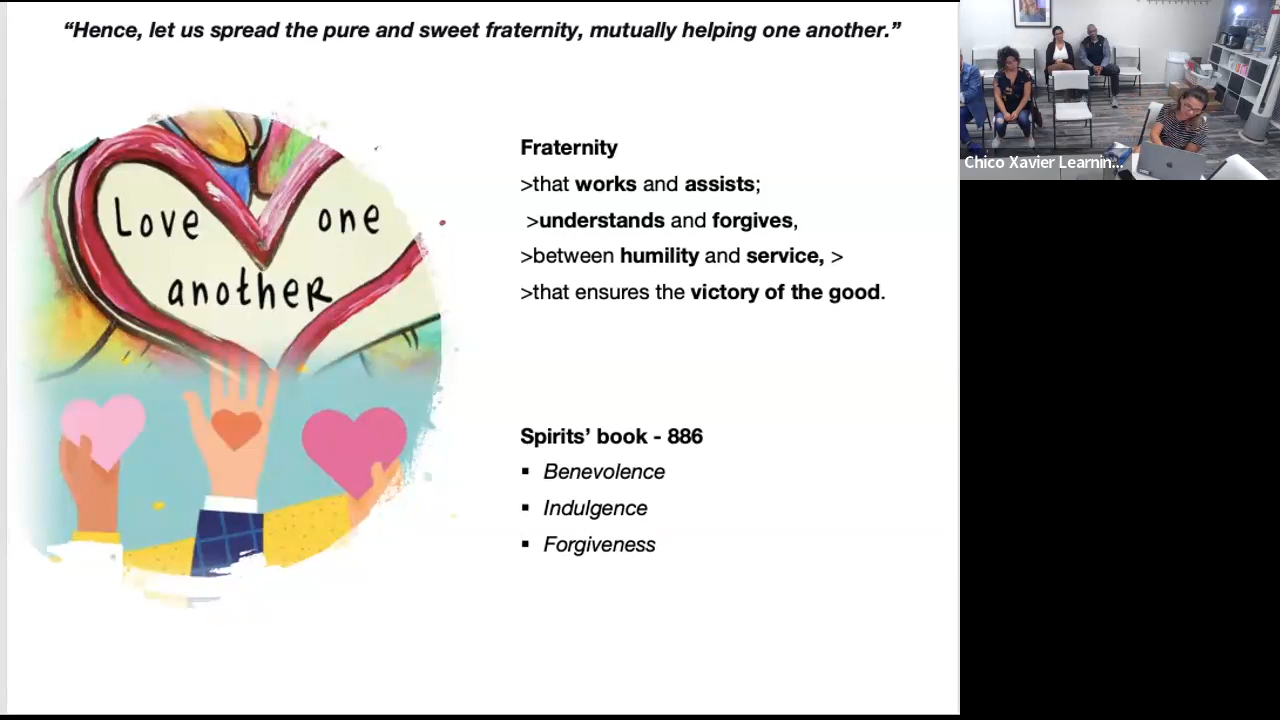 “Hence, let us spread the pure and sweet fraternity, mutually helping one another.”
Love one
another
Fraternity
>that works and assists;
>understands and forgives,
>between humility and service, >
>that ensures the victory of the good.
Spirits’ book - 886
▪ Benevolence
▪ Indulgence
▪ Forgiveness
Chico Xavier Learnin...